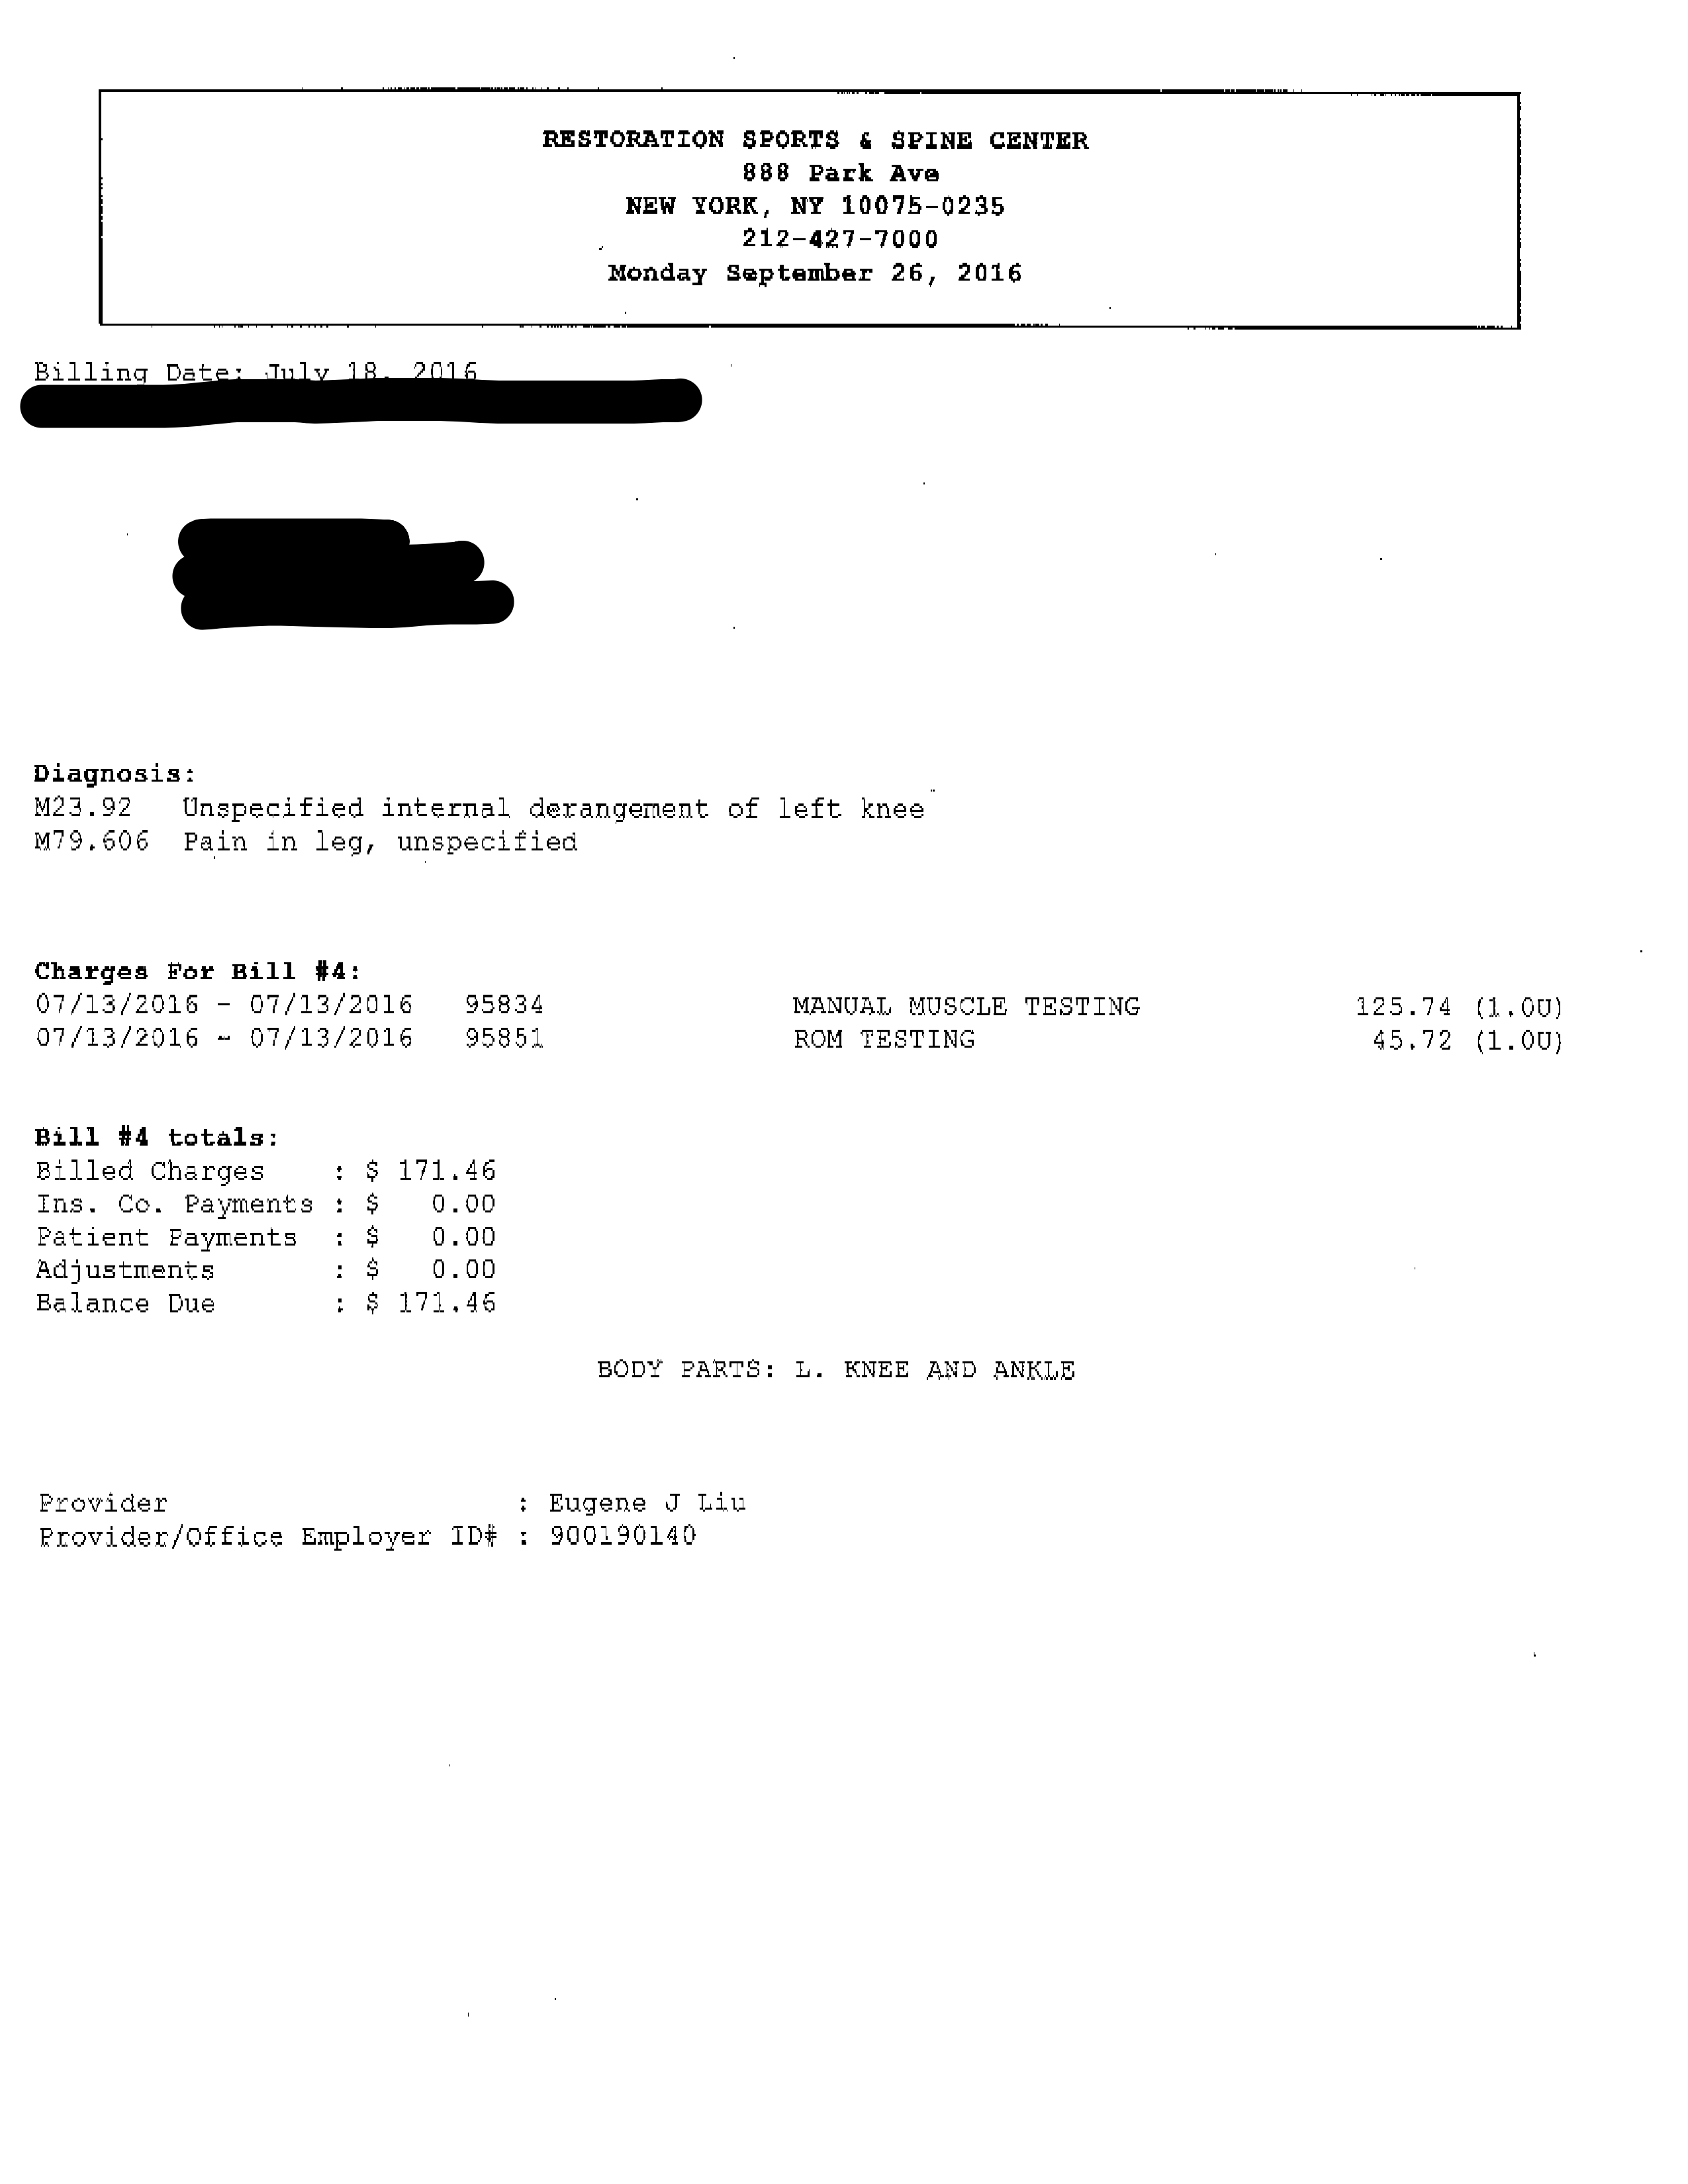 RESTORATION SPORTS & SPINE CENTER
888 Park Ave
NEW YORK, NY 10075-0235
212-427-7000
Monday September 26, 2016
Billing Date: July 18, 2016
Diagnosis:
M23.92 Unspecified internal derangement of left knee
M79.606 Pain in leg, unspecified
Charges For Bill #4:
07/13/2016 - 07/13/2016 95834 MANUAL MUSCLE TESTING 125.74 (1.0U)
07/13/2016 - 07/13/2016 95851 ROM TESTING 45.72 (1.0U)
Bill #4 totals:
Billed Charges : $ 171.46
Ins. Co. Payments : $ 0.00
Patient Payments : $ 0.00
Adjustments : $ 0.00
Balance Due : $ 171.46
BODY PARTS: L. KNEE AND ANKLE
Provider : Eugene J Liu
Provider/Office Employer ID# : 900190140